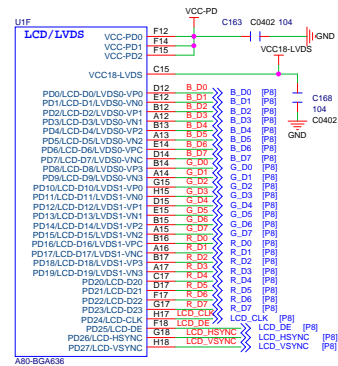 VCC-PD
U1F
LCD/LVDS
VCC-PD0 F12 C163 C0402 104
VCC-PD1 F14 GND
VCC-PD2 F15
VCC18-LVDS
VCC18-LVDS C15
PD0/LCD-D0/LVDS0-VP0 D12 B_D0 B_D0 [P8]
PD1/LCD-D1/LVDS0-VN0 E12 B_D1 B_D1 [P8]
PD2/LCD-D2/LVDS0-VP1 B12 B_D2 B_D2 [P8]
PD3/LCD-D3/LVDS0-VN1 A12 B_D3 B_D3 [P8]
PD4/LCD-D4/LVDS0-VP2 B13 B_D4 B_D4 [P8]
PD5/LCD-D5/LVDS0-VN2 A13 B_D5 B_D5 [P8]
PD6/LCD-D6/LVDS0-VPC E14 B_D6 B_D6 [P8]
PD7/LCD-D7/LVDS0-VNC D14 B_D7 B_D7 [P8]
PD8/LCD-D8/LVDS0-VP3 B14 G_D0 G_D0 [P8]
PD9/LCD-D9/LVDS0-VN3 A14 G_D1 G_D1 [P8]
PD10/LCD-D10/LVDS1-VP0 G15 G_D2 G_D2 [P8]
PD11/LCD-D11/LVDS1-VN0 H15 G_D3 G_D3 [P8]
PD12/LCD-D12/LVDS1-VP1 D15 G_D4 G_D4 [P8]
PD13/LCD-D13/LVDS1-VN1 E15 G_D5 G_D5 [P8]
PD14/LCD-D14/LVDS1-VP2 B15 G_D6 G_D6 [P8]
PD15/LCD-D15/LVDS1-VN2 A15 G_D7 G_D7 [P8]
PD16/LCD-D16/LVDS1-VPC B16 R_D0 R_D0 [P8]
PD17/LCD-D17/LVDS1-VNC A16 R_D1 R_D1 [P8]
PD18/LCD-D18/LVDS1-VP3 B17 R_D2 R_D2 [P8]
PD19/LCD-D19/LVDS1-VN3 A17 R_D3 R_D3 [P8]
PD20/LCD-D20 C17 R_D4 R_D4 [P8]
PD21/LCD-D21 D17 R_D5 R_D5 [P8]
PD22/LCD-D22 F17 R_D6 R_D6 [P8]
PD23/LCD-D23 G17 R_D7 R_D7 [P8]
PD24/LCD-CLK H17 LCD_CLK LCD_CLK [P8]
PD25/LCD-DE F18 LCD_DE LCD_DE [P8]
PD26/LCD-HSYNC G18 LCD_HSYNC LCD_HSYNC [P8]
PD27/LCD-VSYNC H18 LCD_VSYNC LCD_VSYNC [P8]
C168
104
C0402
GND
A80-BGA636